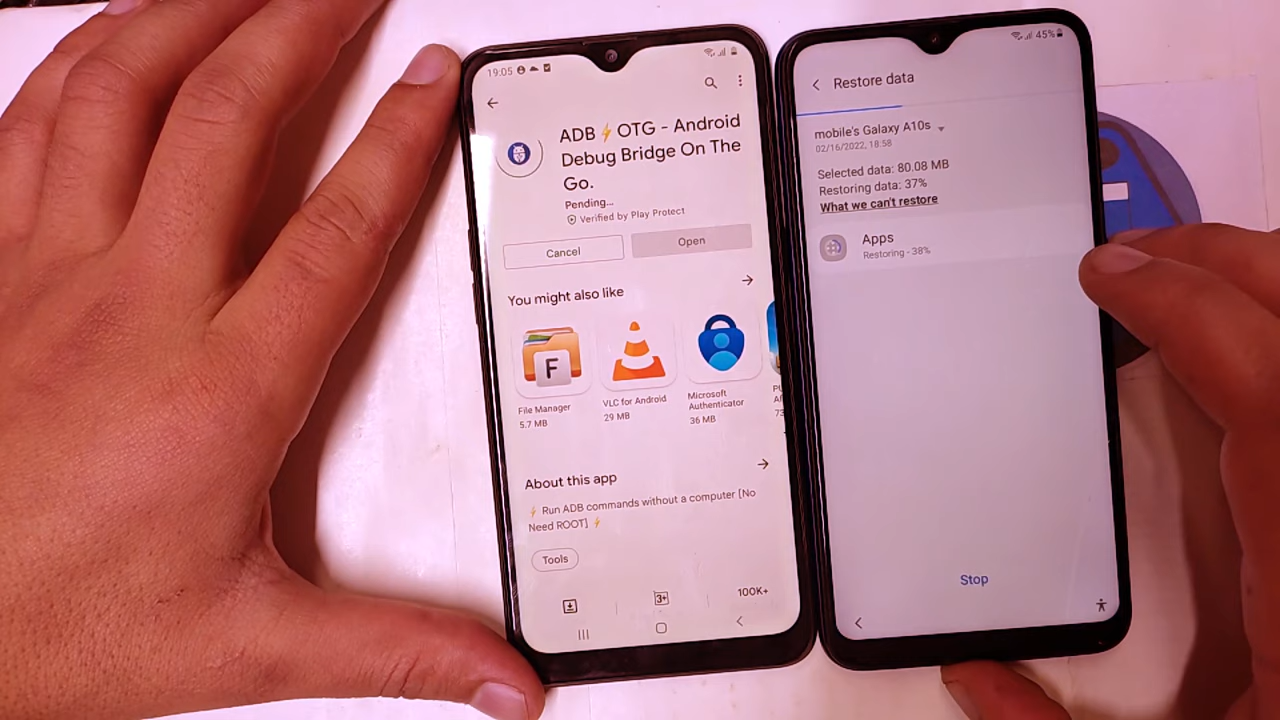 19:05
ADB⚡OTG - Android
Debug Bridge On The
Go.
Pending...
Verified by Play Protect
Cancel
Open
You might also like
F
File Manager
5.7 MB
VLC for Android
29 MB
Microsoft
Authenticator
36 MB
About this app
⚡ Run ADB commands without a computer [No
Need ROOT] ⚡
Tools
3+
100K+
45%
Restore data
mobile's Galaxy A10s
02/16/2022, 18:58
Selected data: 80.08 MB
Restoring data: 37%
What we can't restore
Apps
Restoring - 38%
Stop